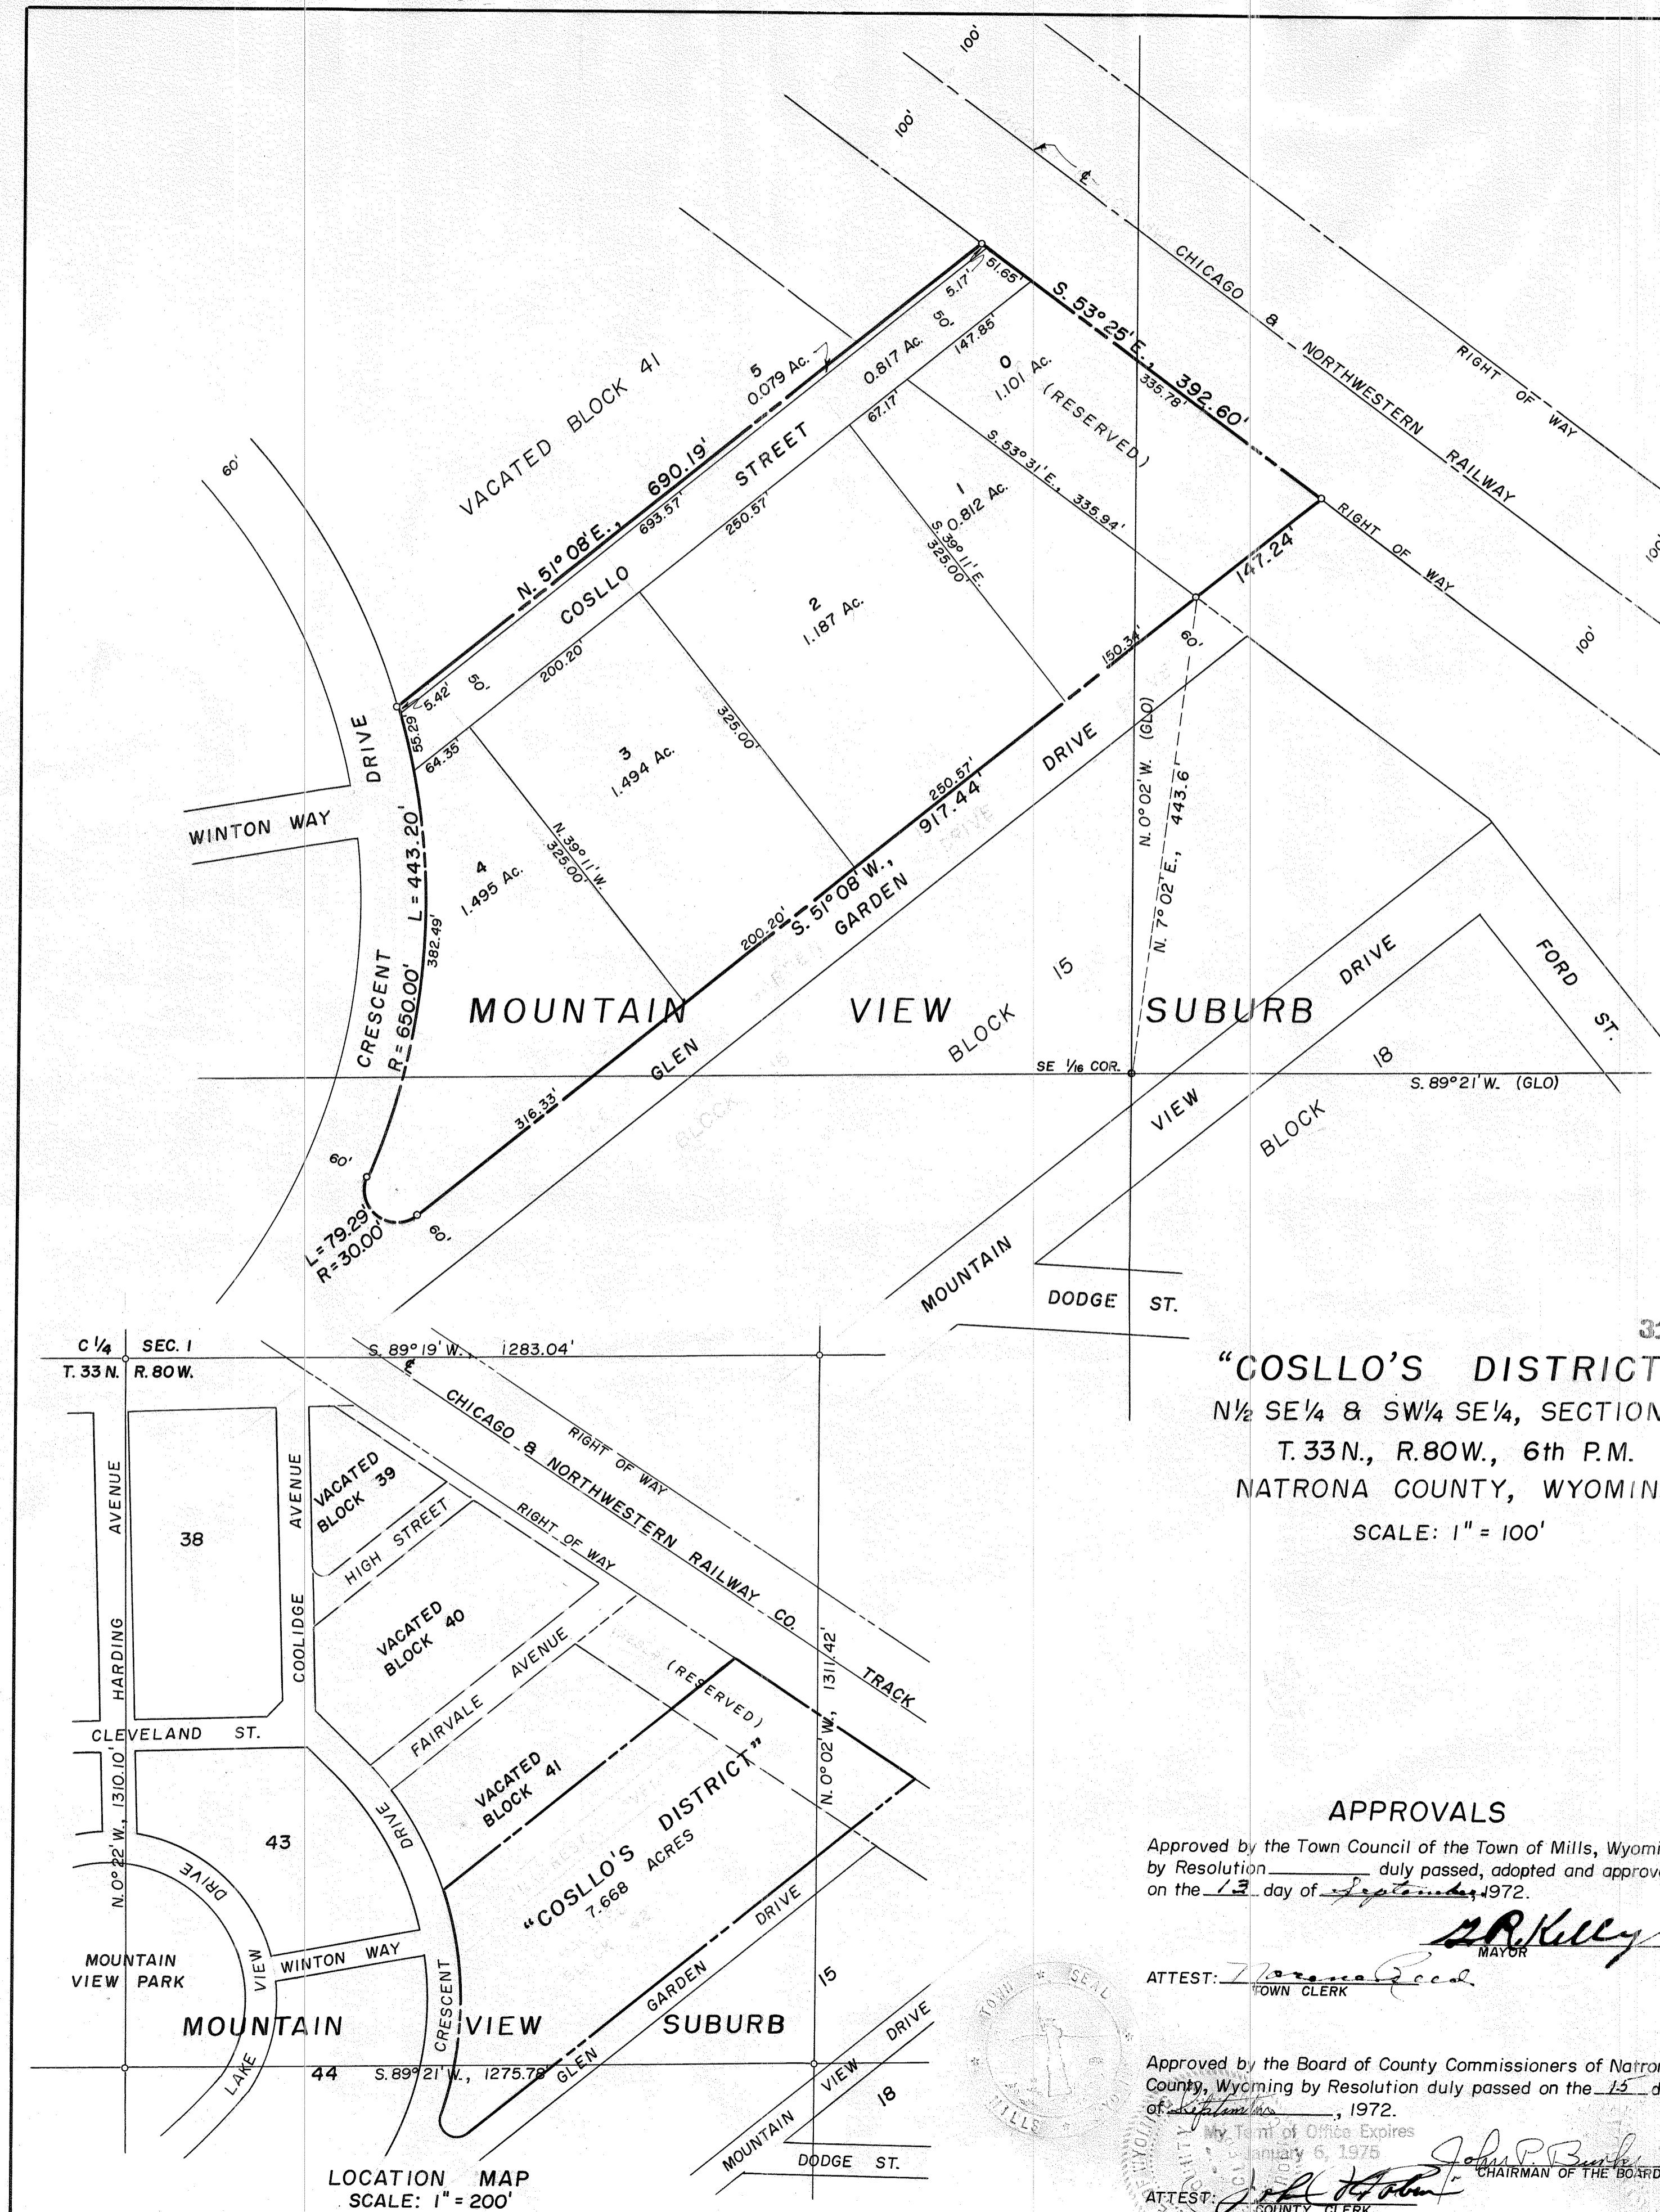 100'
100'
℄
CHICAGO & NORTHWESTERN RAILWAY
RIGHT OF WAY
RIGHT OF WAY
100'
100'
VACATED BLOCK 41
5
0.079 Ac.
5.17'
51.65'
50'
0.817 Ac.
147.85'
S. 53° 25' E., 392.60'
335.78'
0
1.101 Ac.
(RESERVED)
N. 51° 08' E., 690.19'
693.57'
COSLLO STREET
67.17'
250.57'
200.20'
S. 53° 31' E., 335.94'
1
0.812 Ac.
S. 39° 11' E.
325.00'
147.24'
150.34'
60'
2
1.187 Ac.
325.00'
3
1.494 Ac.
N. 39° 11' W.
325.00'
4
1.495 Ac.
60'
5.42'
50'
55.29'
64.35'
CRESCENT DRIVE
WINTON WAY
L = 443.20'
R = 650.00'
382.49'
250.57'
S. 51° 08' W., 917.44'
200.20'
316.33'
GLEN GARDEN DRIVE
N. 0° 02' W. (GLO)
N. 7° 02' E., 443.6'
MOUNTAIN VIEW SUBURB
BLOCK 15
SE 1/16 COR.
S. 89° 21' W. (GLO)
MOUNTAIN VIEW DRIVE
BLOCK 18
FORD ST.
DODGE ST.
60'
60'
L = 79.29'
R = 30.00'
"COSLLO'S DISTRICT
N½ SE¼ & SW¼ SE¼, SECTION
T. 33 N., R. 80 W., 6th P.M.
NATRONA COUNTY, WYOMIN
SCALE: 1" = 100'
C ¼ SEC. 1
T. 33 N. R. 80 W.
S. 89° 19' W., 1283.04'
℄
CHICAGO & NORTHWESTERN RAILWAY CO. TRACK
RIGHT OF WAY
RIGHT OF WAY
HARDING AVENUE
38
COOLIDGE AVENUE
VACATED
BLOCK 39
HIGH STREET
VACATED
BLOCK 40
FAIRVALE AVENUE
(RESERVED)
N. 0° 02' W., 1311.42'
CLEVELAND ST.
N. 0° 22' W., 1310.10'
43
VACATED
BLOCK 41
"COSLLO'S DISTRICT"
7.668 ACRES
LAKE VIEW DRIVE
CRESCENT DRIVE
WINTON WAY
MOUNTAIN
VIEW PARK
GLEN GARDEN DRIVE
15
MOUNTAIN VIEW SUBURB
44
S. 89° 21' W., 1275.78'
MOUNTAIN VIEW DRIVE
18
DODGE ST.
LOCATION MAP
SCALE: 1" = 200'
APPROVALS
Approved by the Town Council of the Town of Mills, Wyomi
by Resolution duly passed, adopted and approve
on the 13 day of September, 1972.
MAYOR
ATTEST:
TOWN CLERK
TOWN SEAL
MILLS
Approved by the Board of County Commissioners of Natron
County, Wyoming by Resolution duly passed on the 15 d
of September, 1972.
My Term of Office Expires
January 6, 1975
CHAIRMAN OF THE BOARD
ATTEST:
COUNTY CLERK